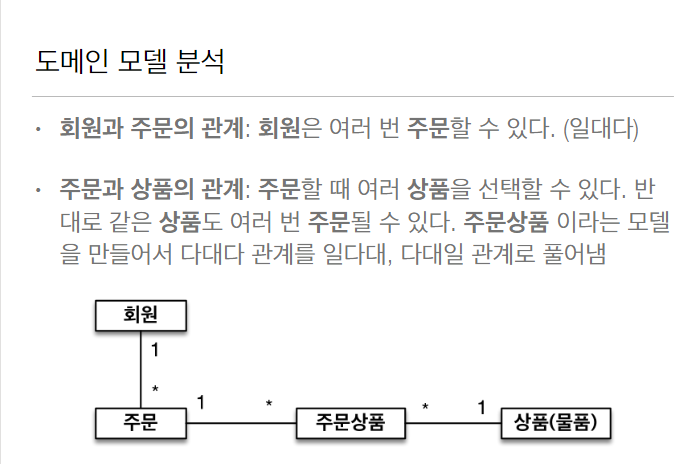 도메인 모델 분석
• 회원과 주문의 관계: 회원은 여러 번 주문할 수 있다. (일대다)
• 주문과 상품의 관계: 주문할 때 여러 상품을 선택할 수 있다. 반
대로 같은 상품도 여러 번 주문될 수 있다. 주문상품 이라는 모델
을 만들어서 다대다 관계를 일다대, 다대일 관계로 풀어냄
회원
1
*
주문 1 * 주문상품 * 1 상품(물품)